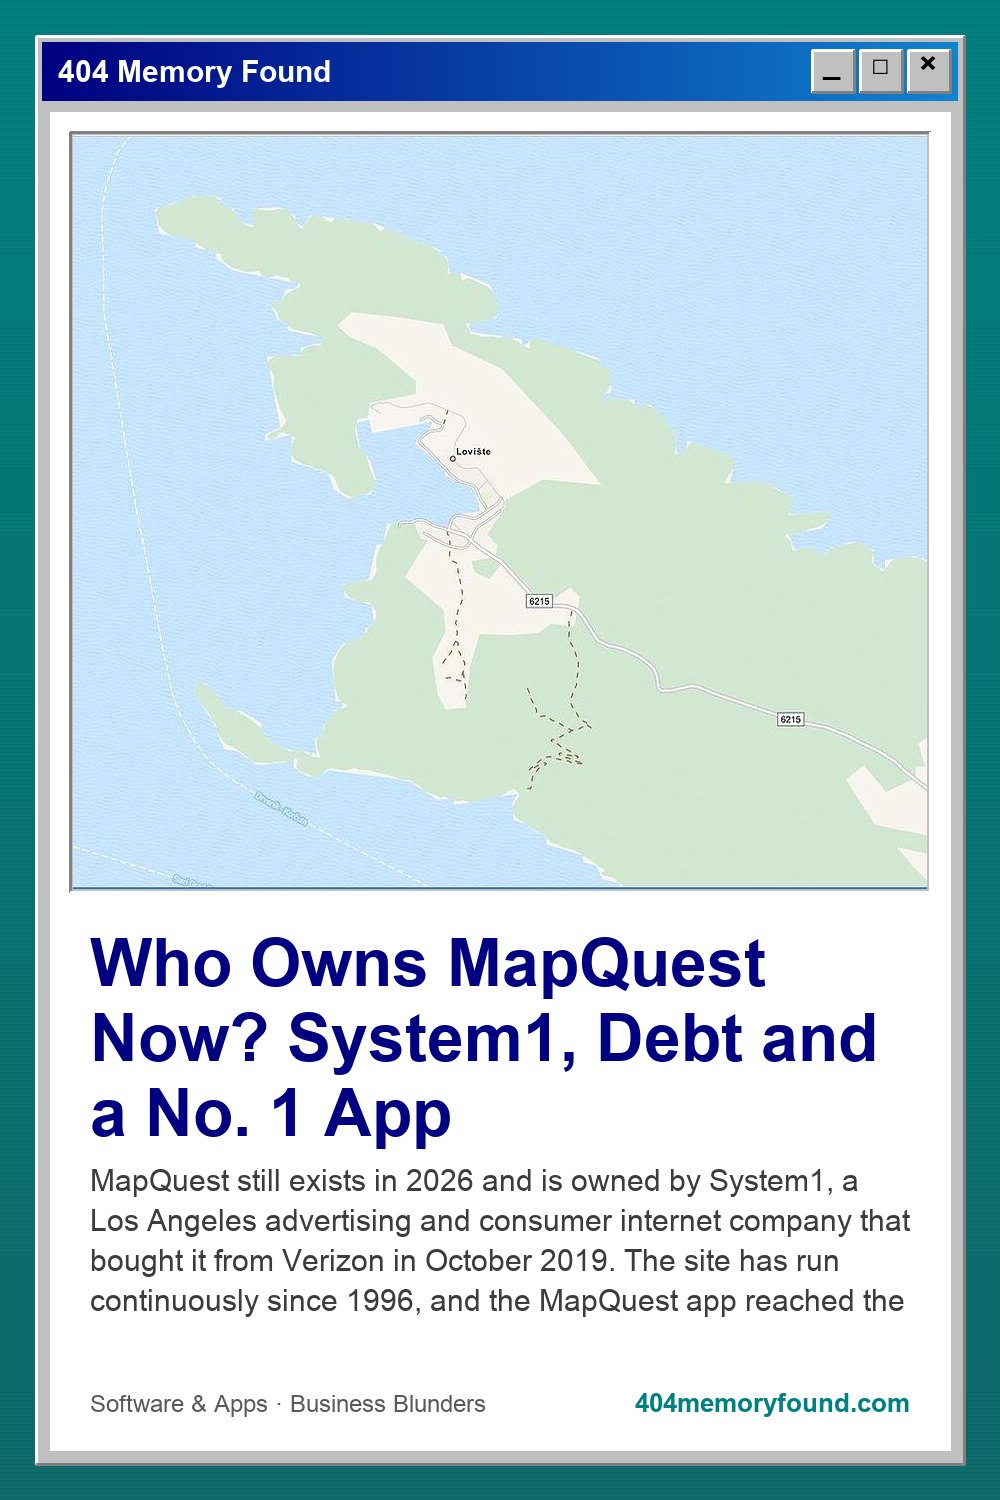 404 Memory Found
Lovište
6215
6215
Drvenik-Korčula
Who Owns MapQuest
Now? System1, Debt and
a No. 1 App
MapQuest still exists in 2026 and is owned by System1, a
Los Angeles advertising and consumer internet company that
bought it from Verizon in October 2019. The site has run
continuously since 1996, and the MapQuest app reached the
Software & Apps · Business Blunders
404memoryfound.com